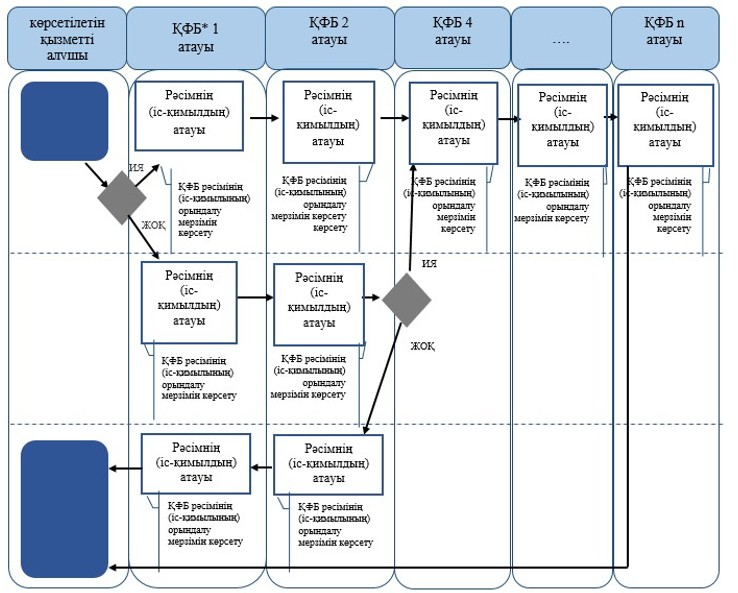 көрсетілетін
қызметті
алушы
ҚФБ* 1
атауы
ҚФБ 2
атауы
ҚФБ 4
атауы
….
ҚФБ n
атауы
Рәсімнің
(іс-қимылдың)
атауы
Рәсімнің
(іс-
қимылдың)
атауы
Рәсімнің
(іс-
қимылдың)
атауы
Рәсімнің
(іс-
қимылдың)
атауы
Рәсімнің
(іс-
қимылдың)
атауы
ИЯ
ЖОҚ
ҚФБ рәсімінің
(іс-қимылының)
орындалу
мерзімін
көрсету
ҚФБ рәсімінің
(іс-қимылының)
орындалу
мерзімін көрсету
көрсету
ҚФБ рәсімінің
(іс-қимылының)
орындалу
мерзімін
көрсету
ҚФБ рәсімінің
(іс-қимылының)
орындалу
мерзімін көрсету
ҚФБ рәсімінің
(іс-қимылының)
орындалу
мерзімін
көрсету
Рәсімнің
(іс-
қимылдың)
атауы
Рәсімнің
(іс-
қимылдың)
атауы
ИЯ
ЖОҚ
ҚФБ рәсімінің
(іс-қимылының)
орындалу
мерзімін көрсету
ҚФБ рәсімінің
(іс-қимылының)
орындалу
мерзімін көрсету
Рәсімнің
(іс-қимылдың)
атауы
Рәсімнің
(іс-қимылдың)
атауы
ҚФБ рәсімінің
(іс-қимылының)
орындалу
мерзімін көрсету
ҚФБ рәсімінің
(іс-қимылының)
орындалу
мерзімін көрсету